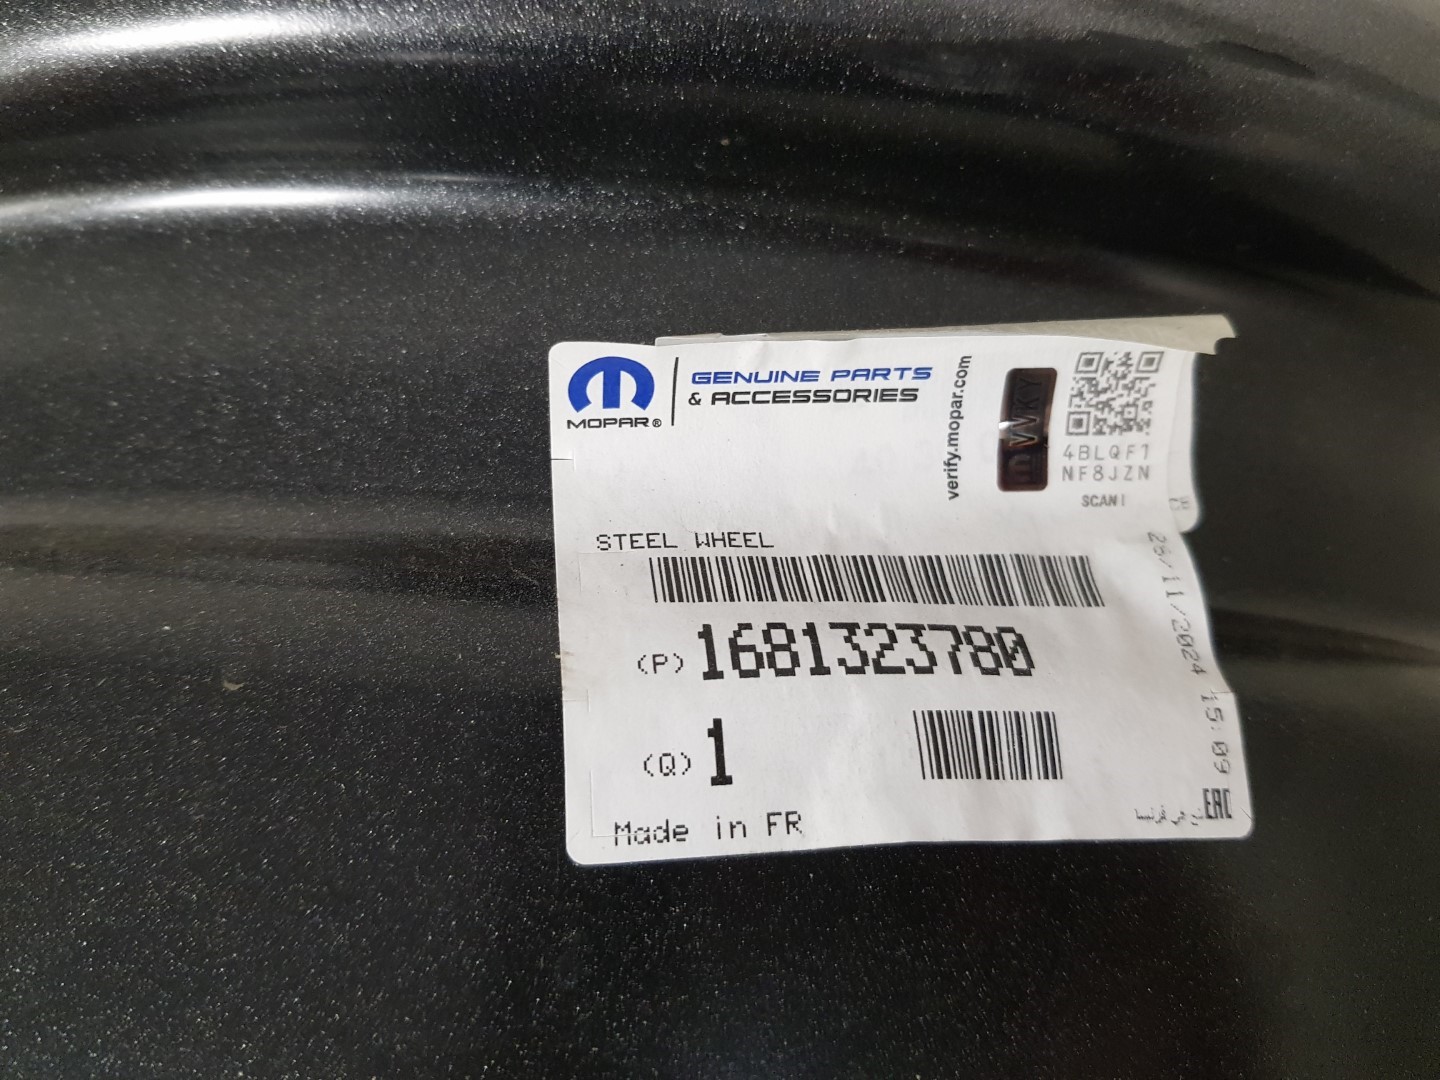 MOPAR®
GENUINE PARTS
& ACCESSORIES
verify.mopar.com
4BLQF1
NF8JZN
SCAN!
STEEL WHEEL
(P) 1681323780
(Q) 1
Made in FR
28/11/2024 15:09
EAC